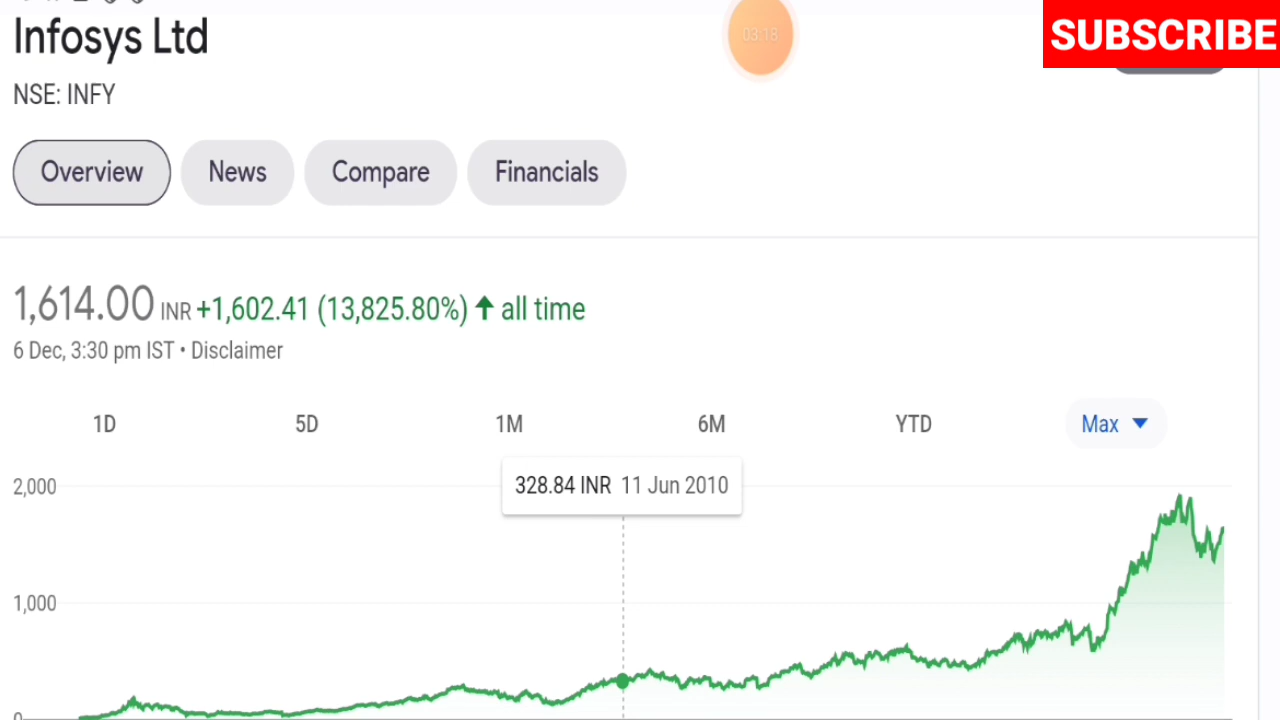 Infosys Ltd
03:18
SUBSCRIBE
NSE: INFY
Overview News Compare Financials
1,614.00 INR +1,602.41 (13,825.80%) ↑ all time
6 Dec, 3:30 pm IST • Disclaimer
1D 5D 1M 6M YTD Max
328.84 INR 11 Jun 2010
2,000
1,000
0